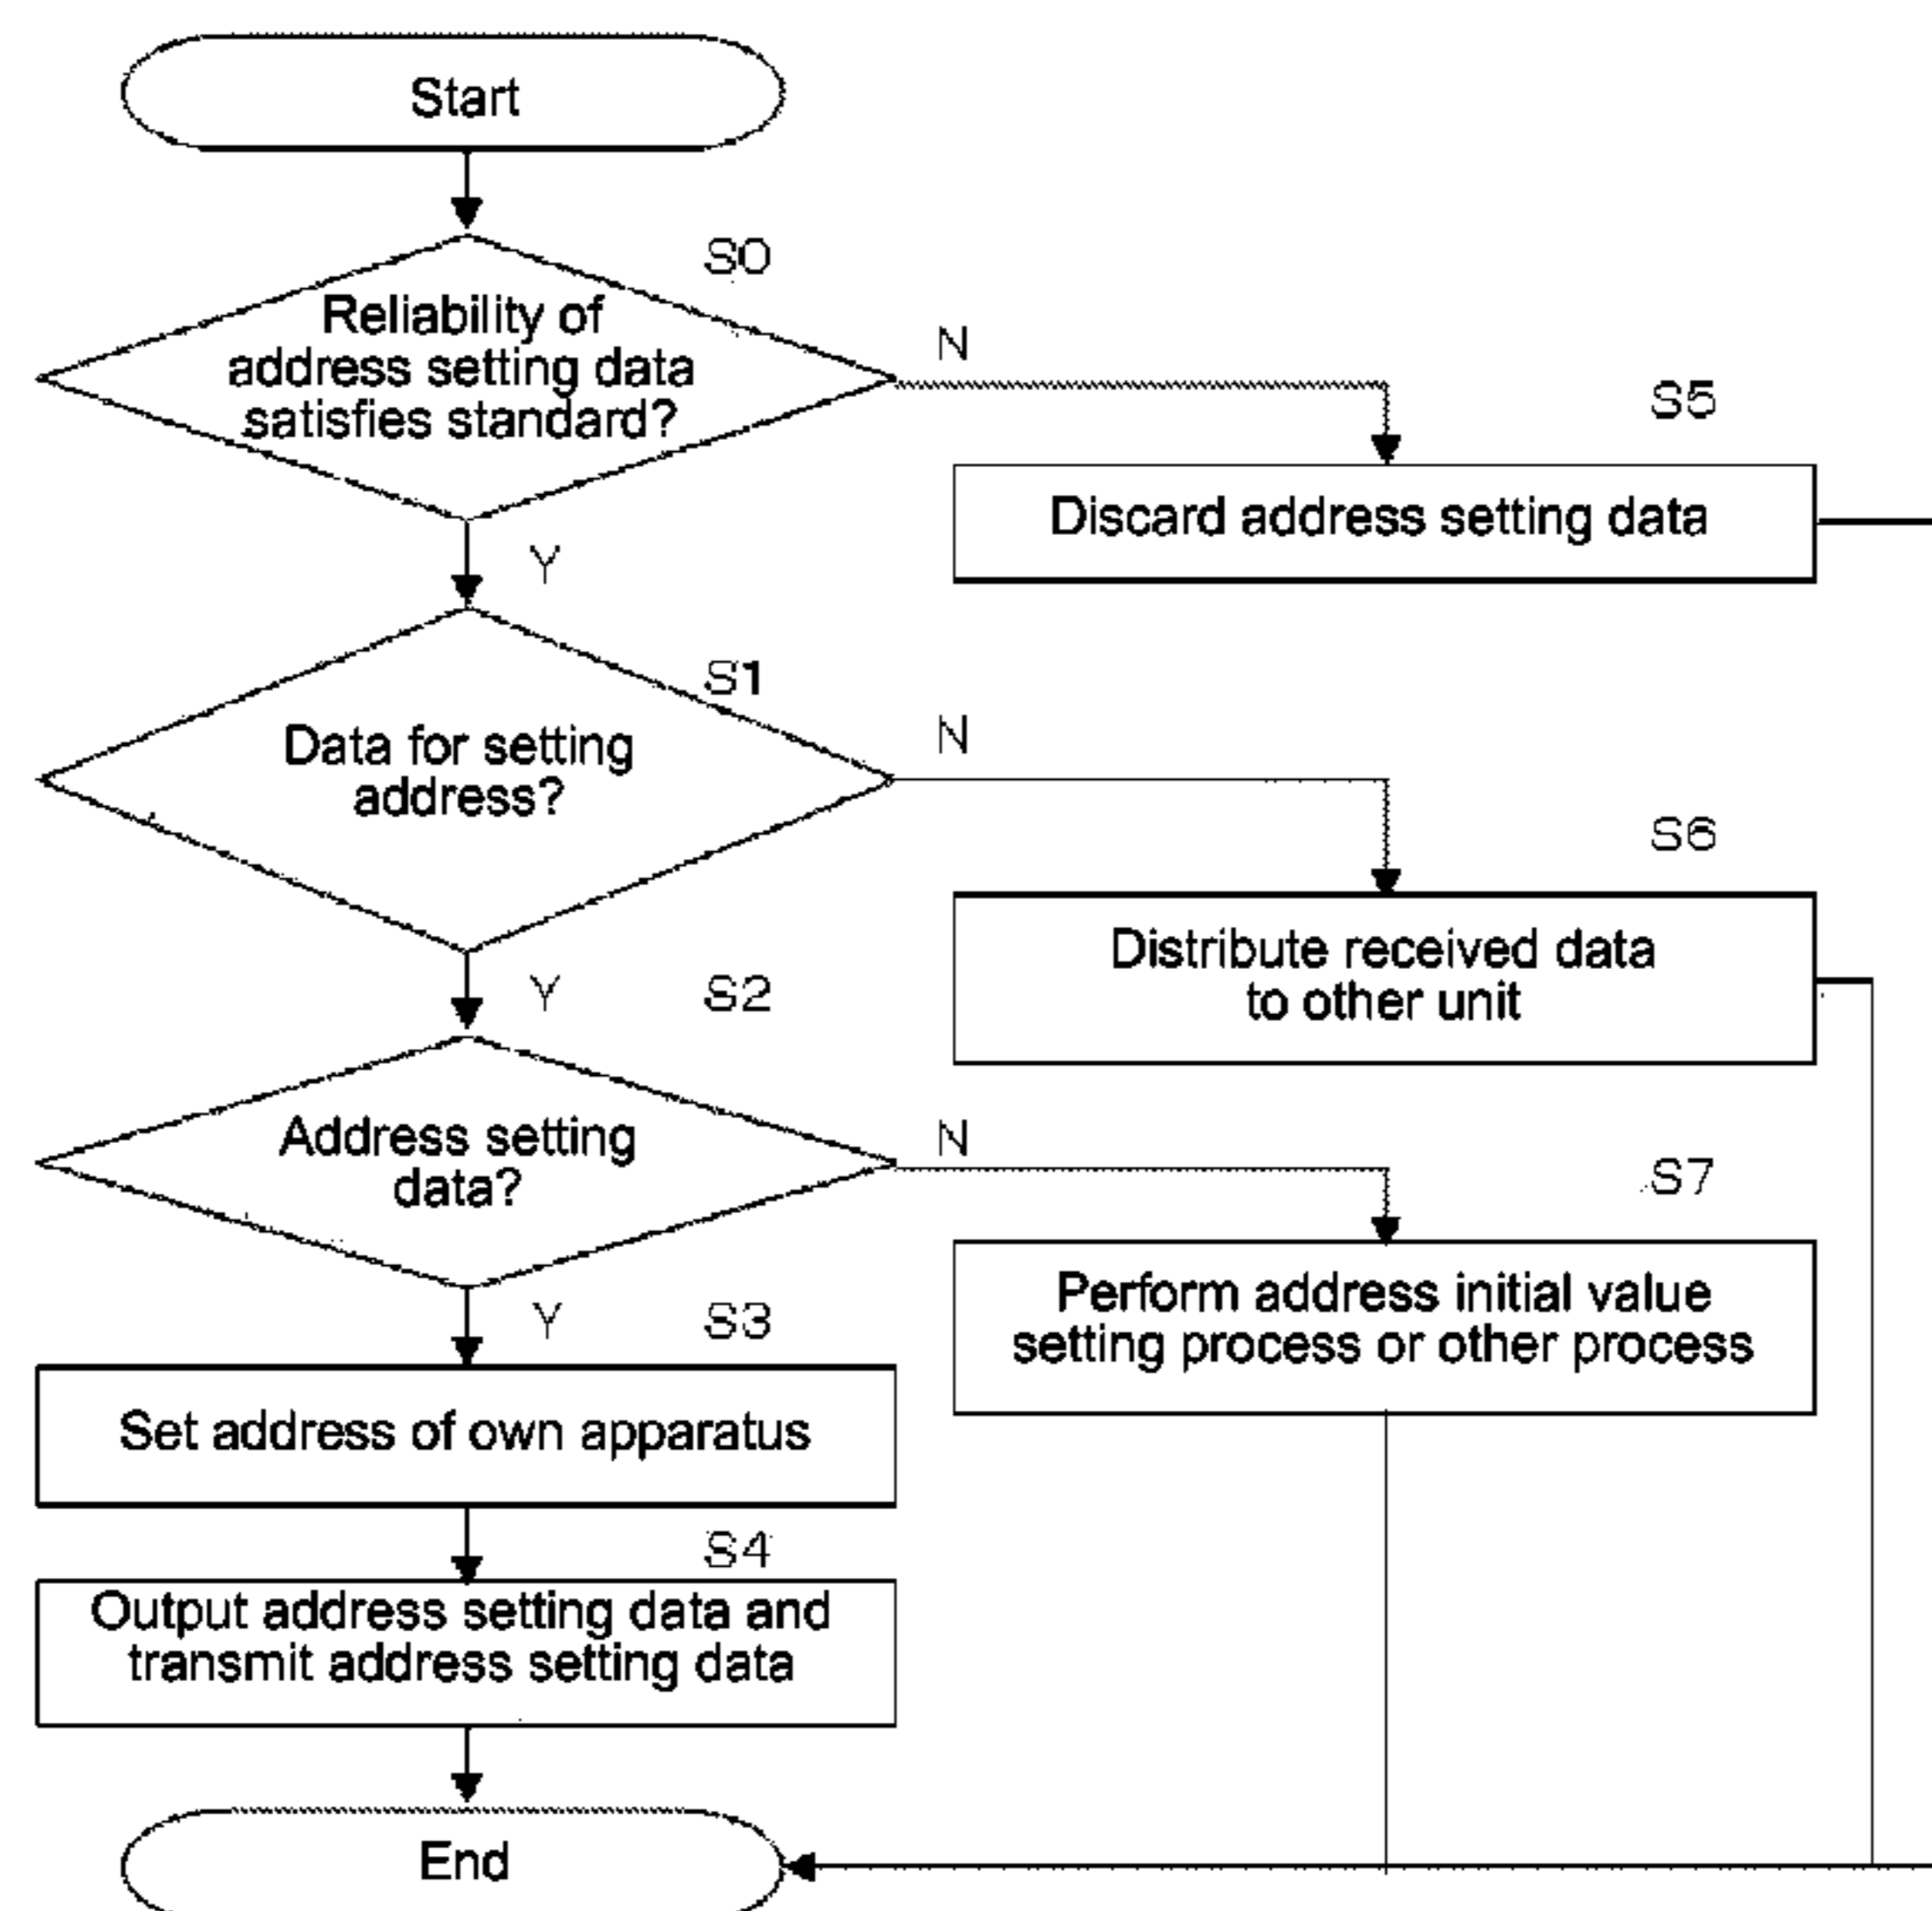 Start
S0
Reliability of
address setting data
satisfies standard?
N
S5
Discard address setting data
Y
S1
Data for setting
address?
N
S6
Distribute received data
to other unit
Y
S2
Address setting
data?
N
S7
Perform address initial value
setting process or other process
Y
S3
Set address of own apparatus
S4
Output address setting data and
transmit address setting data
End